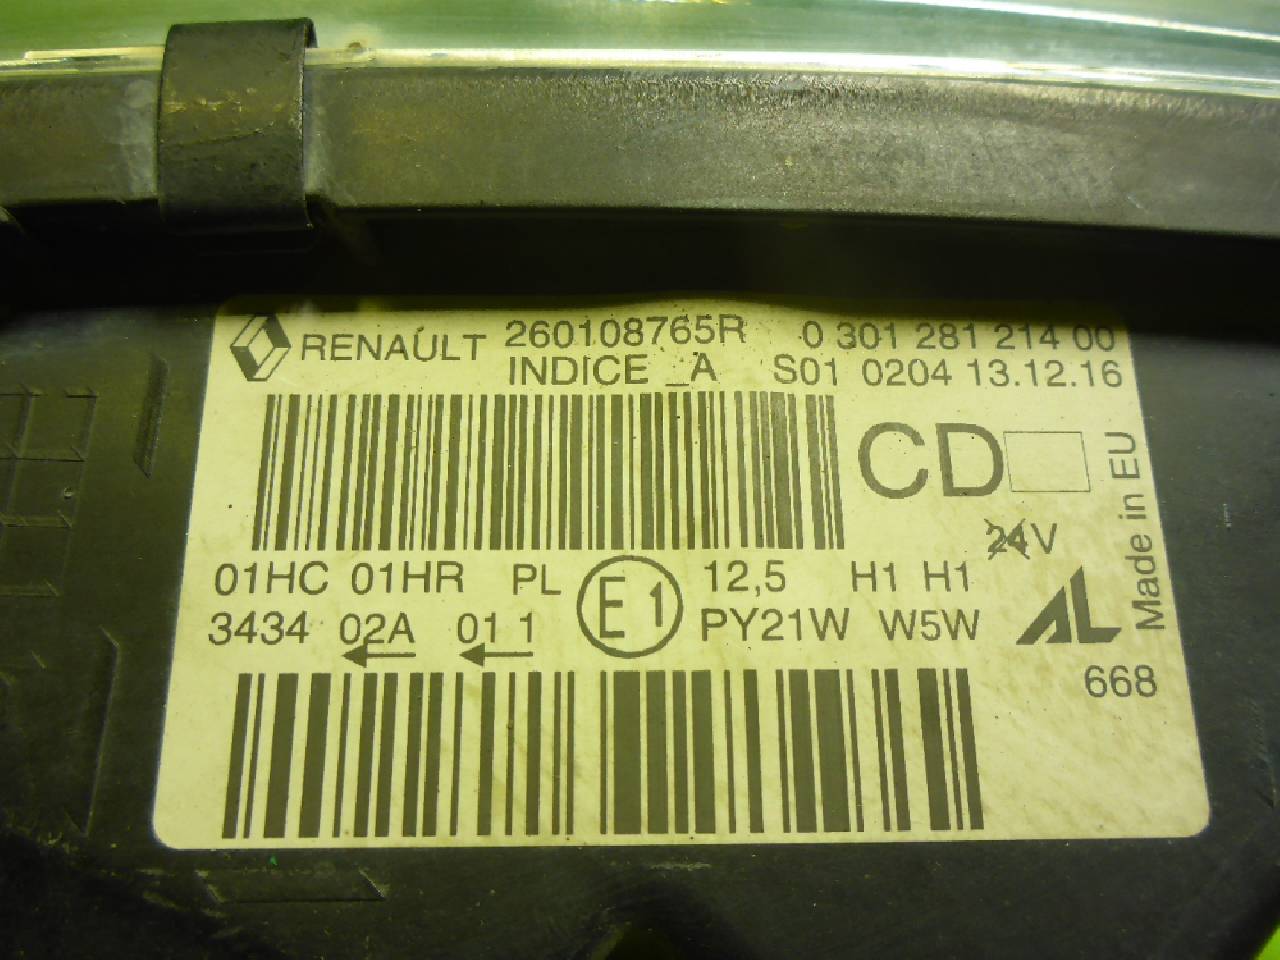 RENAULT 260108765R 0 301 281 214 00
INDICE _A S01 0204 13.12.16
CD
24V
Made in EU
01HC 01HR PL E1 12,5 H1 H1
3434 02A 01 1 PY21W W5W
AL
668